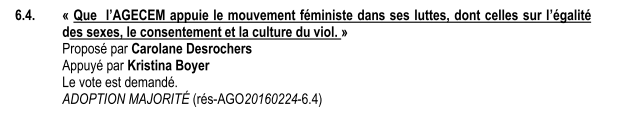 6.4. « Que l'AGECEM appuie le mouvement féministe dans ses luttes, dont celles sur l'égalité
des sexes, le consentement et la culture du viol. »
Proposé par Carolane Desrochers
Appuyé par Kristina Boyer
Le vote est demandé.
ADOPTION MAJORITÉ (rés-AGO20160224-6.4)